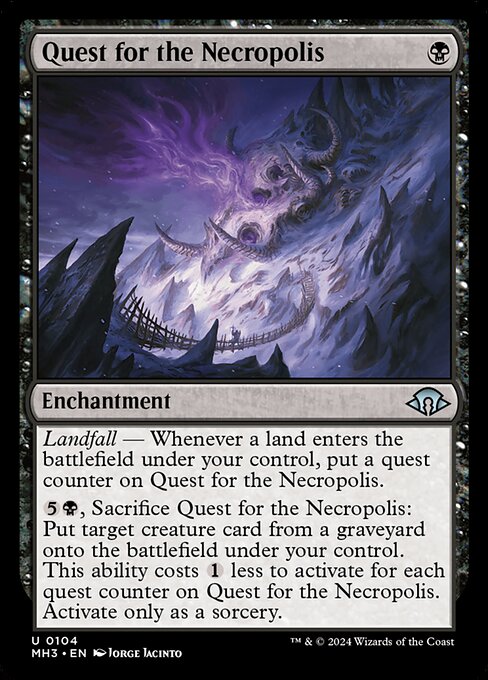 Quest for the Necropolis
Enchantment
Landfall — Whenever a land enters the
battlefield under your control, put a quest
counter on Quest for the Necropolis.
5, Sacrifice Quest for the Necropolis:
Put target creature card from a graveyard
onto the battlefield under your control.
This ability costs 1 less to activate for each
quest counter on Quest for the Necropolis.
Activate only as a sorcery.
U 0104
MH3 • EN Jorge Jacinto
™ & © 2024 Wizards of the Coast